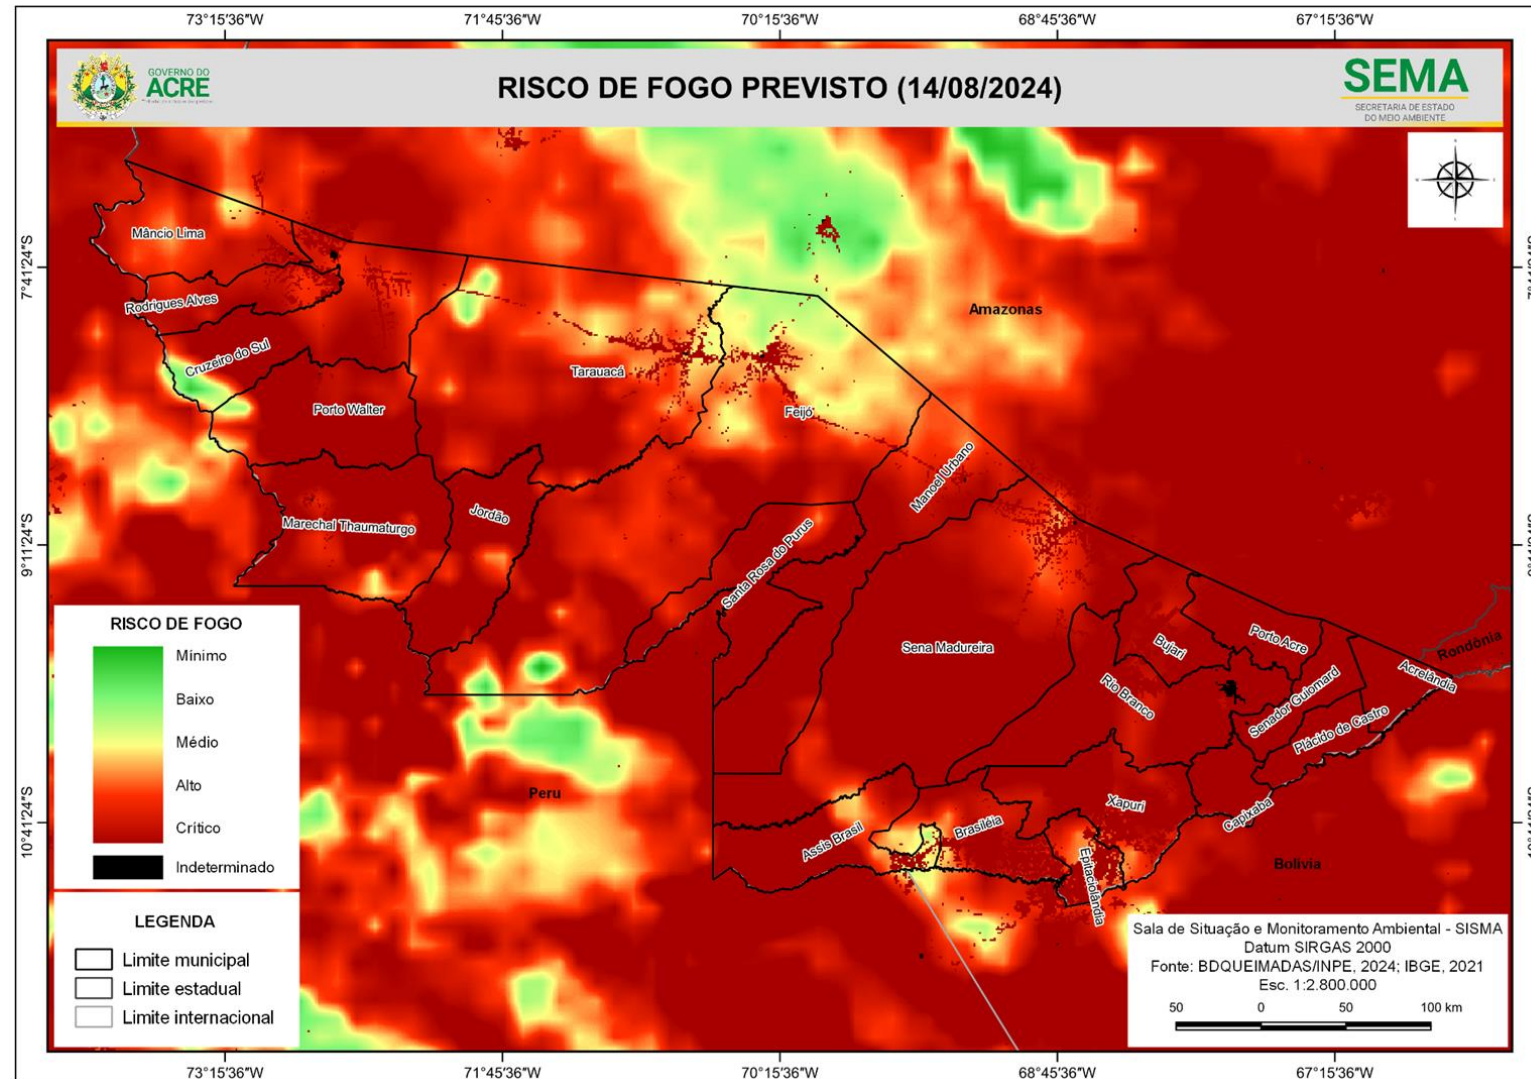 73°15'36"W
71°45'36"W
70°15'36"W
68°45'36"W
67°15'36"W
GOVERNO DO
ACRE
RISCO DE FOGO PREVISTO (14/08/2024)
SEMA
SECRETARIA DE ESTADO
DO MEIO AMBIENTE
7°41'24"S
9°11'24"S
10°41'24"S
Mâncio Lima
Rodrigues Alves
Cruzeiro do Sul
Porto Walter
Marechal Thaumaturgo
Jordão
Tarauacá
Feijó
Amazonas
Manoel Urbano
Santa Rosa do Purus
Sena Madureira
Bujari
Porto Acre
Rondônia
Acrelândia
Rio Branco
Senador Guiomard
Plácido de Castro
Xapuri
Capixaba
Assis Brasil
Brasiléia
Epitaciolândia
Peru
Bolivia
RISCO DE FOGO
Mínimo
Baixo
Médio
Alto
Crítico
Indeterminado
LEGENDA
Limite municipal
Limite estadual
Limite internacional
Sala de Situação e Monitoramento Ambiental - SISMA
Datum SIRGAS 2000
Fonte: BDQUEIMADAS/INPE, 2024; IBGE, 2021
Esc. 1:2.800.000
50 0 50 100 km
73°15'36"W
71°45'36"W
70°15'36"W
68°45'36"W
67°15'36"W